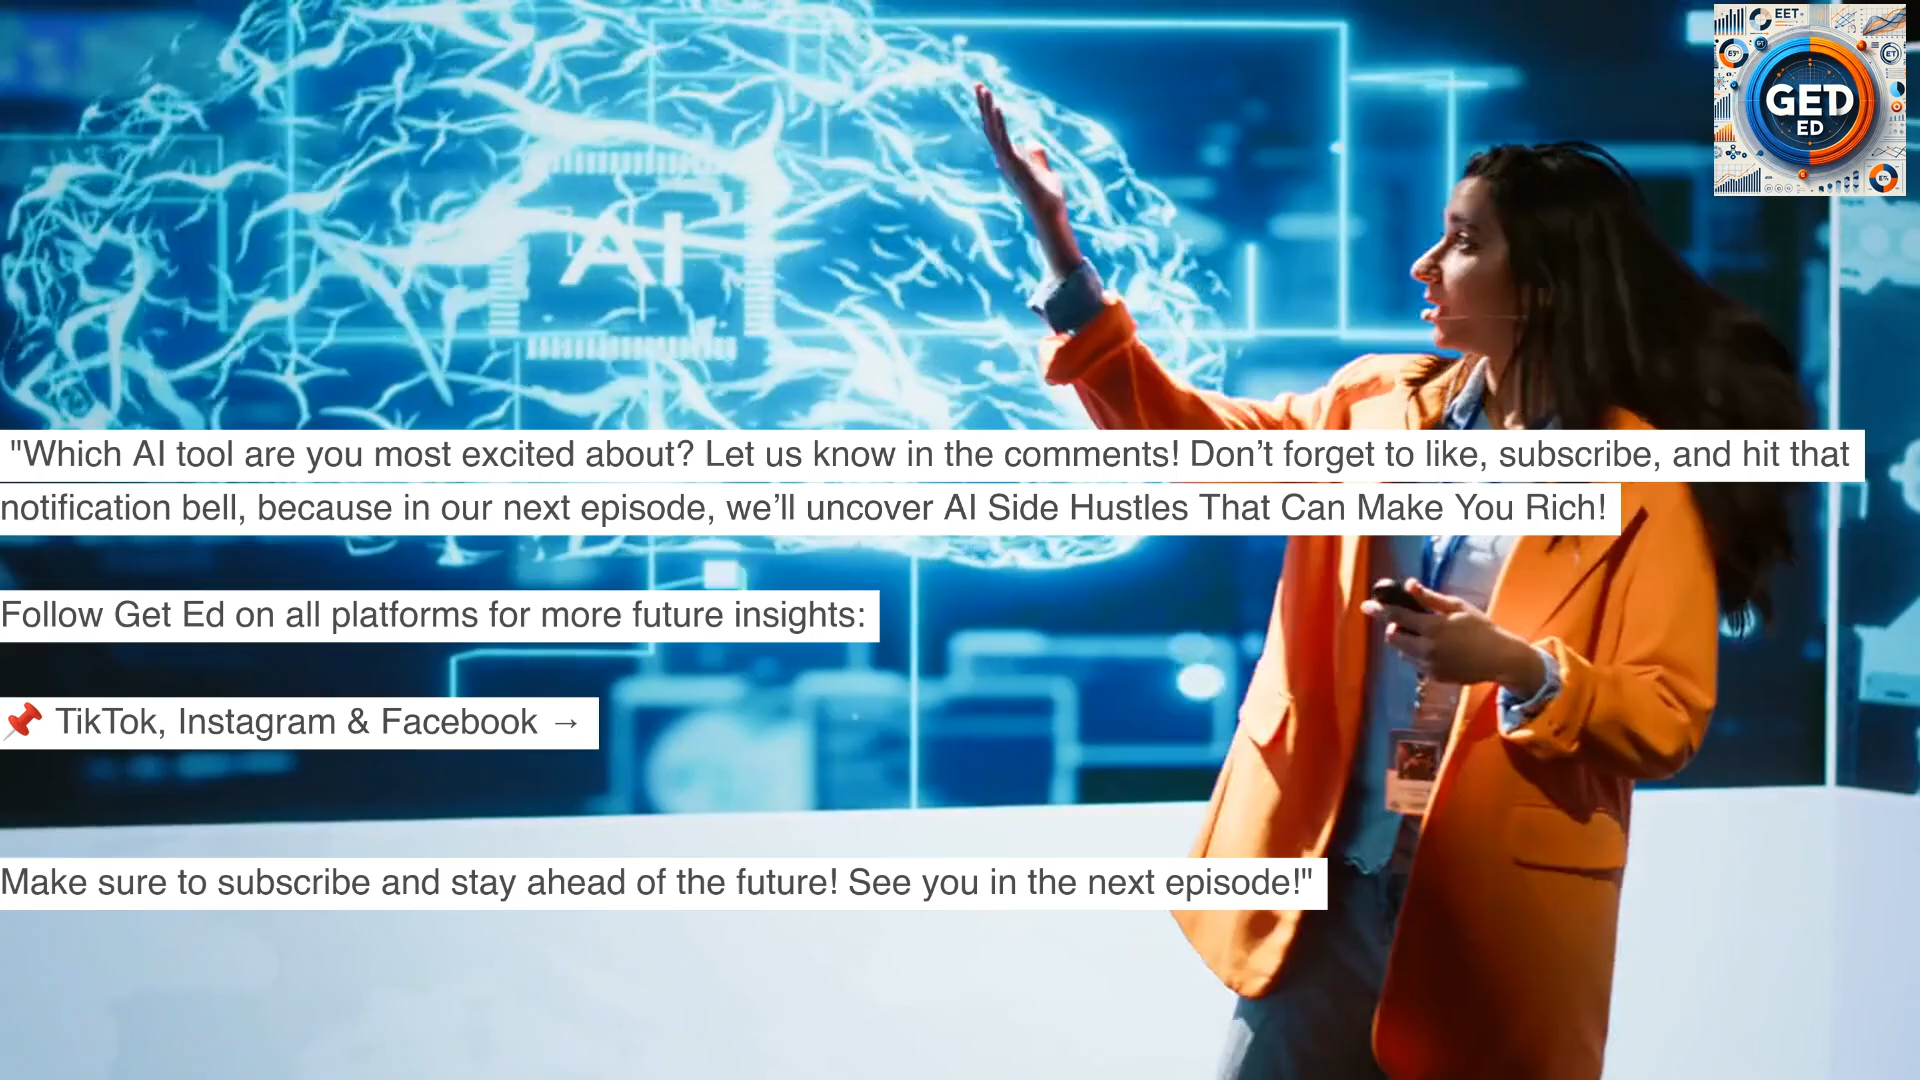 EET
GED
ED
AI
"Which AI tool are you most excited about? Let us know in the comments! Don’t forget to like, subscribe, and hit that
notification bell, because in our next episode, we’ll uncover AI Side Hustles That Can Make You Rich!
Follow Get Ed on all platforms for more future insights:
📌 TikTok, Instagram & Facebook →
Make sure to subscribe and stay ahead of the future! See you in the next episode!"